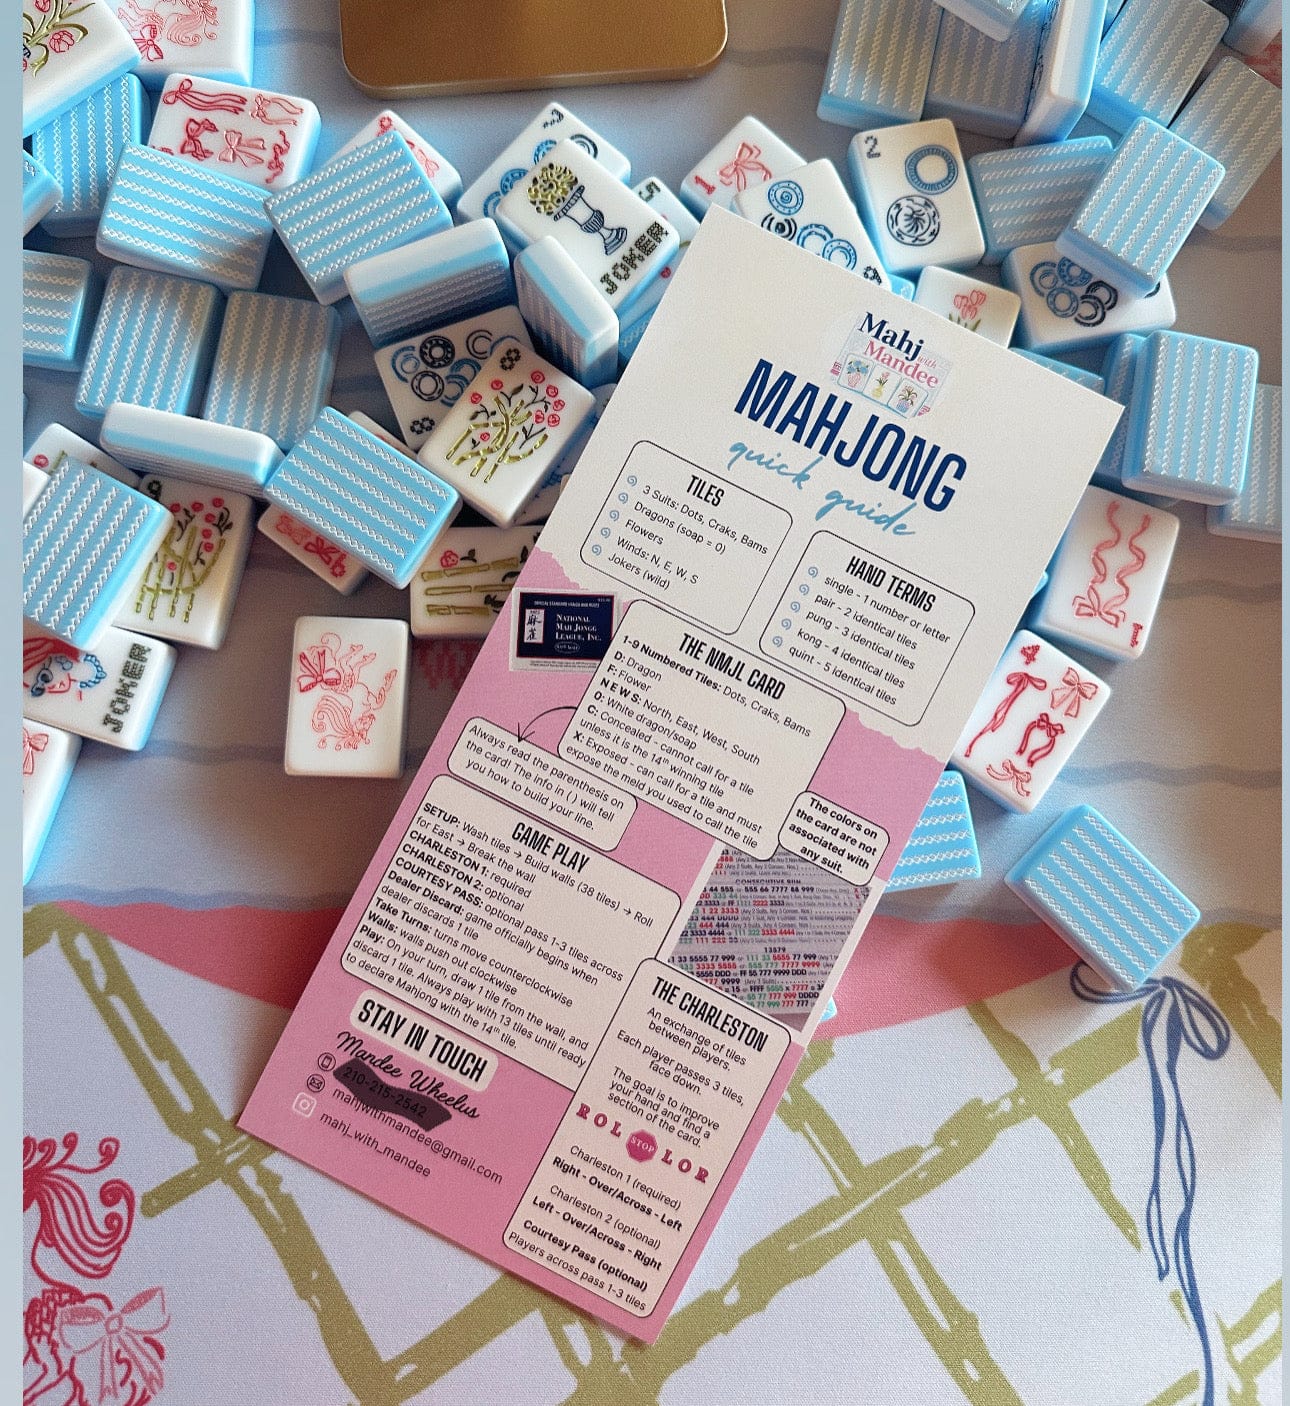 JOKER
1
2
5
Mahj
with
Mandee
MAHJONG
quick guide
TILES
3 Suits: Dots, Craks, Bams
Dragons (soap = 0)
Flowers
Winds: N, E, W, S
Jokers (wild)
HAND TERMS
single - 1 number or letter
pair - 2 identical tiles
pung - 3 identical tiles
kong - 4 identical tiles
quint - 5 identical tiles
NATIONAL
MAH JONGG
LEAGUE, INC.
THE NMJL CARD
1-9 Numbered Tiles: Dots, Craks, Bams
D: Dragon
F: Flower
N E W S: North, East, West, South
0: White dragon/soap
C: Concealed - cannot call for a tile
unless it is the 14th winning tile
X: Exposed - can call for a tile and must
expose the meld you used to call the tile
Always read the parenthesis on
the card! The info in ( ) will tell
you how to build your line.
The colors on
the card are not
associated with
any suit.
GAME PLAY
SETUP: Wash tiles → Build walls (38 tiles) → Roll
for East → Break the wall
CHARLESTON 1: required
CHARLESTON 2: optional
COURTESY PASS: optional pass 1-3 tiles across
Dealer Discard: game officially begins when
dealer discards 1 tile
Take Turns: turns move counterclockwise
Walls: walls push out clockwise
Play: On your turn, draw 1 tile from the wall, and
discard 1 tile. Always play with 13 tiles until ready
to declare Mahjong with the 14th tile.
13579
THE CHARLESTON
An exchange of tiles
between players.
Each player passes 3 tiles,
face down.
The goal is to improve
your hand and find a
section of the card.
ROL STOP LOR
Charleston 1 (required)
Right - Over/Across - Left
Charleston 2 (optional)
Left - Over/Across - Right
Courtesy Pass (optional)
Players across pass 1-3 tiles
STAY IN TOUCH
Mandee Wheelus
mahjwithmandee@gmail.com
mahj_with_mandee
JOKER
4
8
8
9